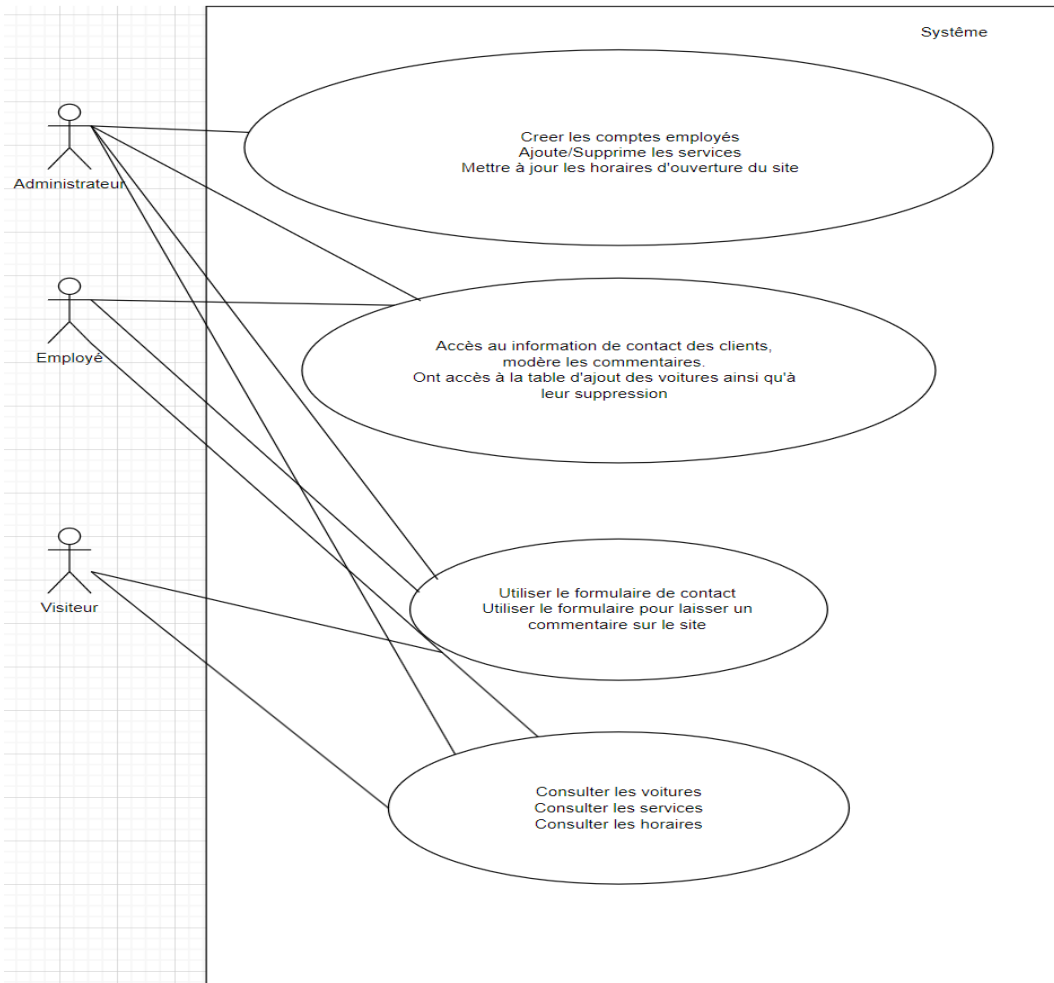 Systême
Creer les comptes employés
Ajoute/Supprime les services
Mettre à jour les horaires d'ouverture du site
Administrateur
Accès au information de contact des clients,
modère les commentaires.
Ont accès à la table d'ajout des voitures ainsi qu'à
leur suppression
Employé
Utiliser le formulaire de contact
Utiliser le formulaire pour laisser un
commentaire sur le site
Visiteur
Consulter les voitures
Consulter les services
Consulter les horaires